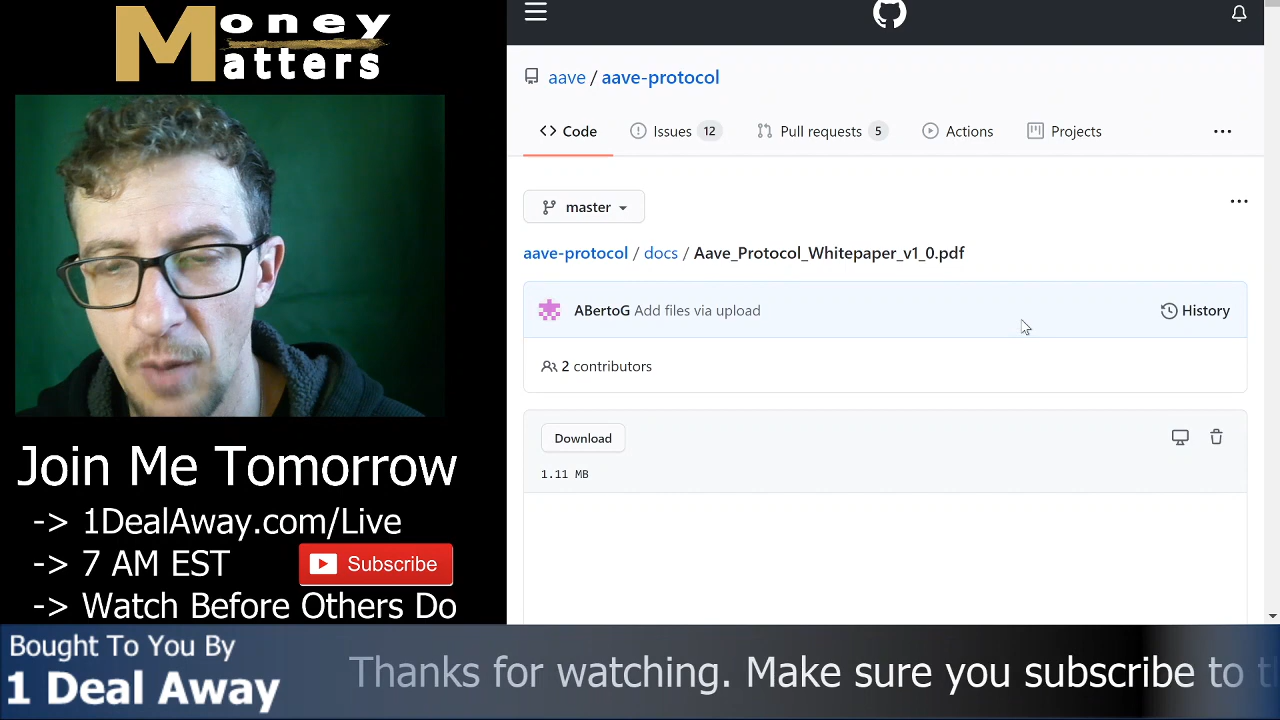 Money
Matters
Join Me Tomorrow
-> 1DealAway.com/Live
-> 7 AM EST
Subscribe
-> Watch Before Others Do
aave / aave-protocol
Code
Issues 12
Pull requests 5
Actions
Projects
master
aave-protocol / docs / Aave_Protocol_Whitepaper_v1_0.pdf
ABertoG Add files via upload
History
2 contributors
Download
1.11 MB
Bought To You By
1 Deal Away
Thanks for watching. Make sure you subscribe to